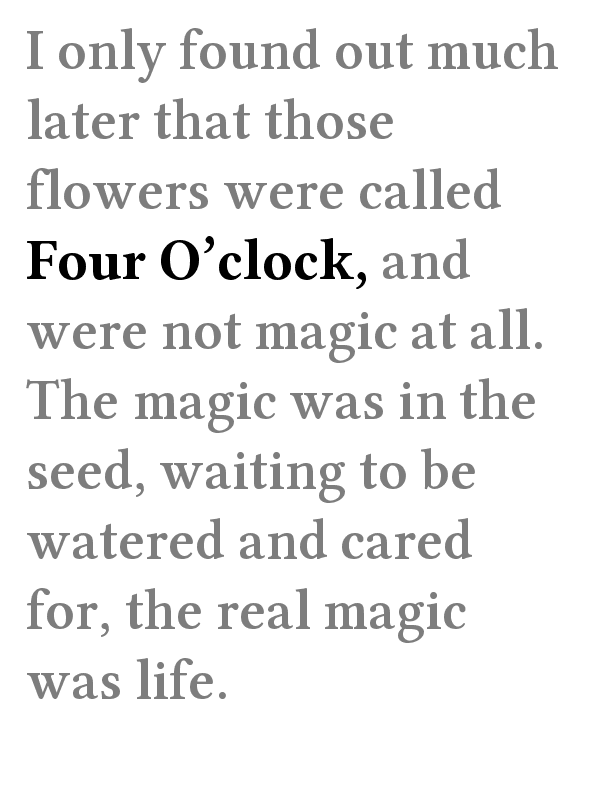 I only found out much
later that those
flowers were called
Four O’clock, and
were not magic at all.
The magic was in the
seed, waiting to be
watered and cared
for, the real magic
was life.